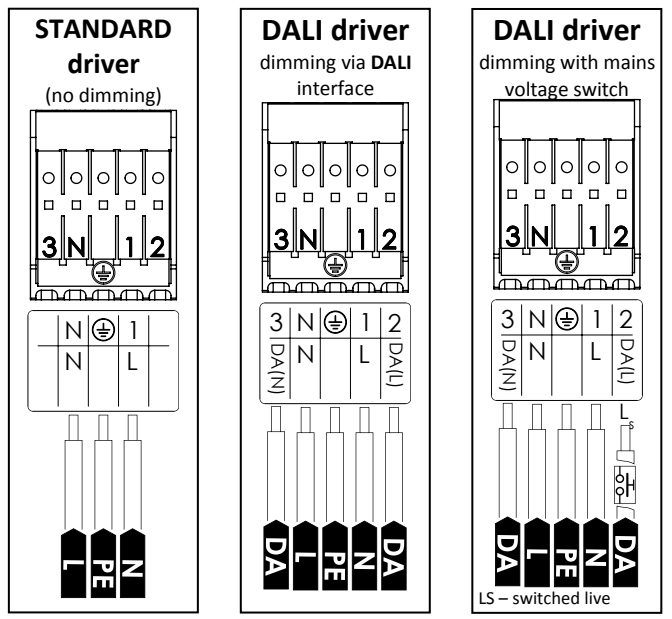 STANDARD
driver
(no dimming)
3 N 1 2
N 1
N L
L PE N
DALI driver
dimming via DALI
interface
3 N 1 2
3 N 1 2
DA(N) N L DA(L)
DA L PE N DA
DALI driver
dimming with mains
voltage switch
3 N 1 2
3 N 1 2
DA(N) N L DA(L)
Ls
DA L PE N DA
LS – switched live